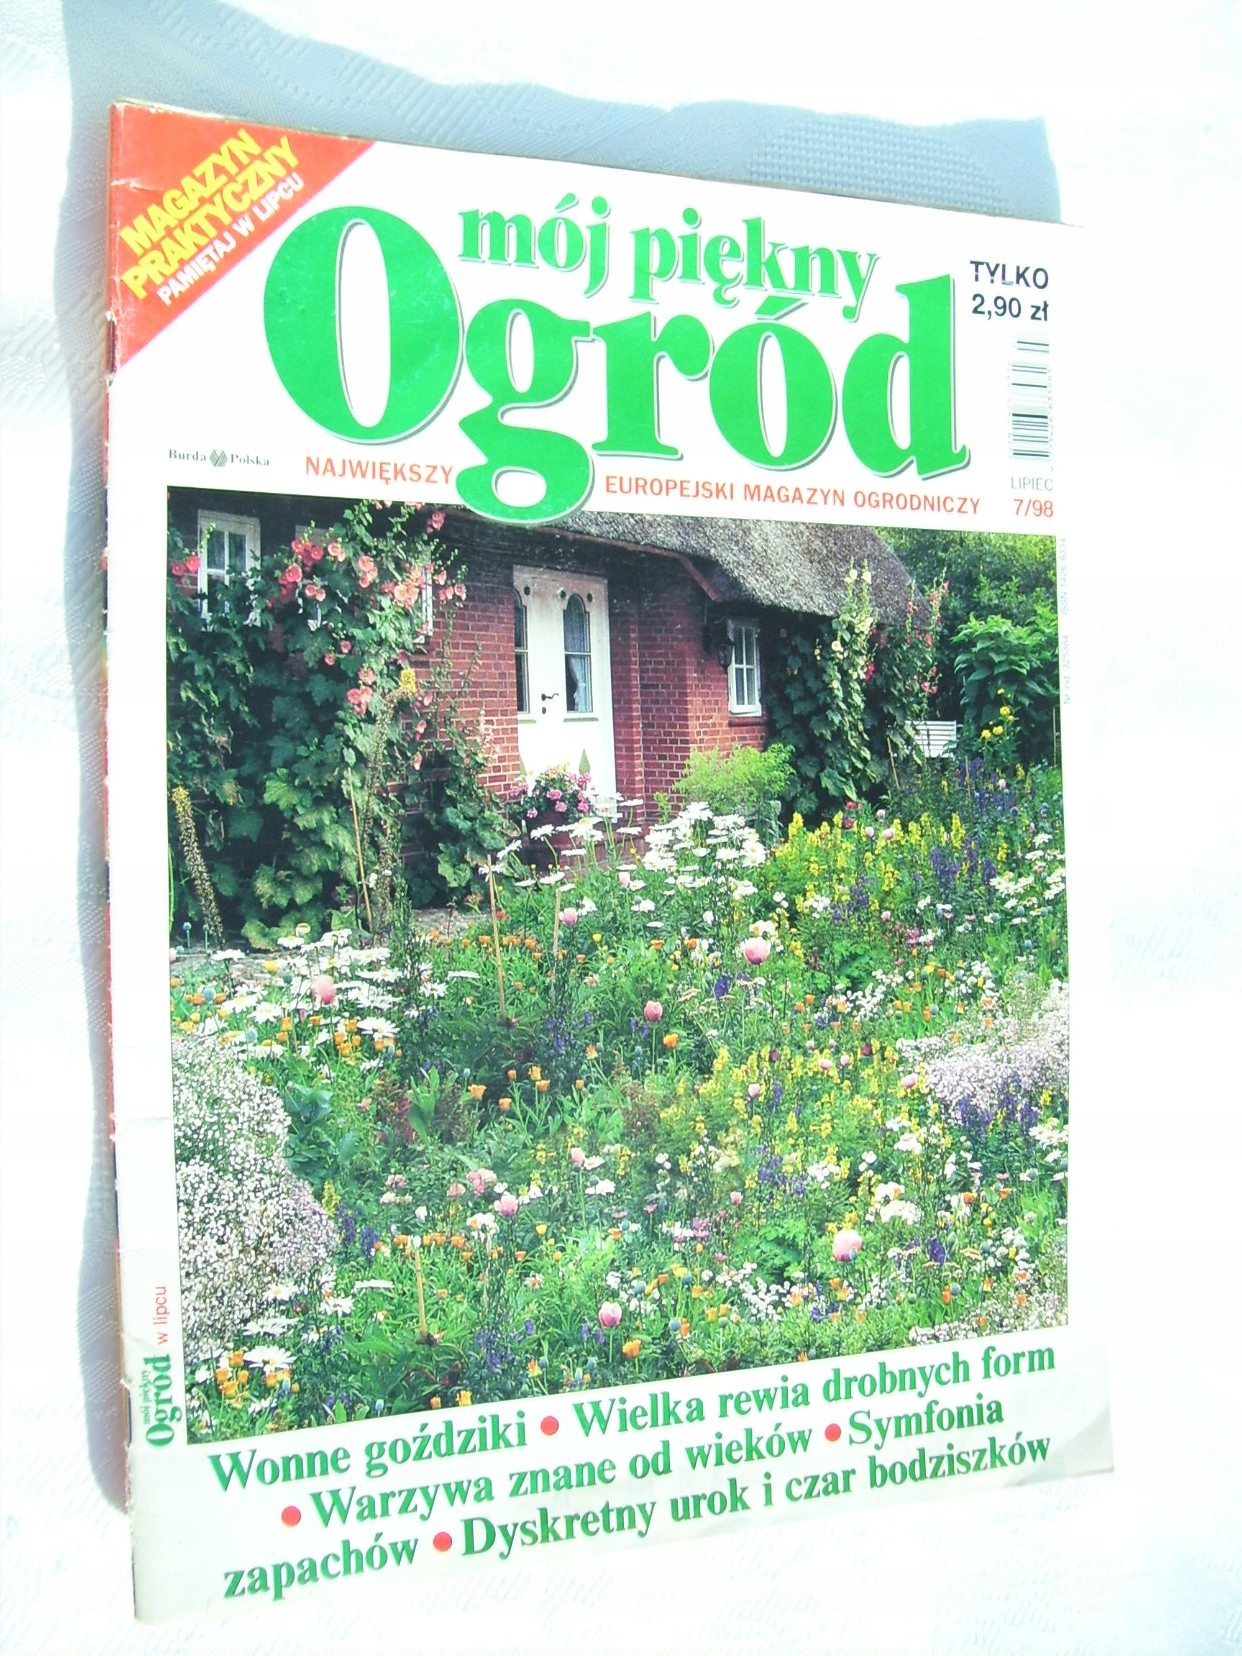 MAGAZYN
PRAKTYCZNY
PAMIĘTAJ W LIPCU
mój piękny
Ogród
TYLKO
2,90 zł
Burda Polska
NAJWIĘKSZY EUROPEJSKI MAGAZYN OGRODNICZY
LIPIEC
7/98
mój piękny
Ogród w lipcu
Wonne goździki • Wielka rewia drobnych form
• Warzywa znane od wieków • Symfonia
zapachów • Dyskretny urok i czar bodziszków